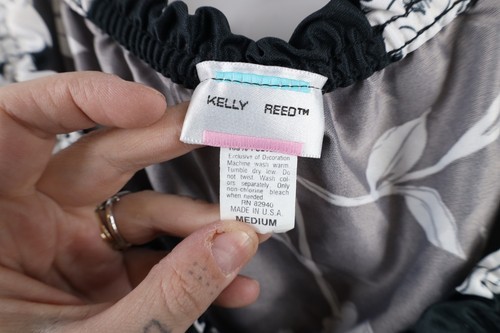 KELLY REED™
Exclusive of Decoration
Machine wash warm.
Tumble dry low. Do
not twist. Wash col-
ors separately. Only
non-chlorine bleach
when needed
RN 82940
MADE IN U.S.A.
MEDIUM